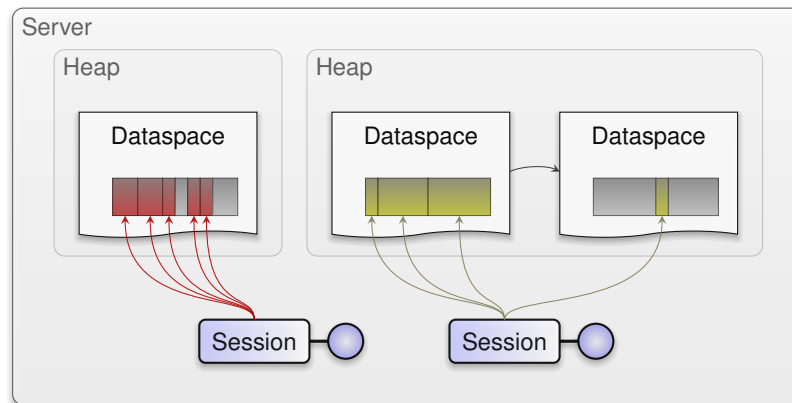 Server
Heap
Heap
Dataspace
Dataspace
Dataspace
Session
Session